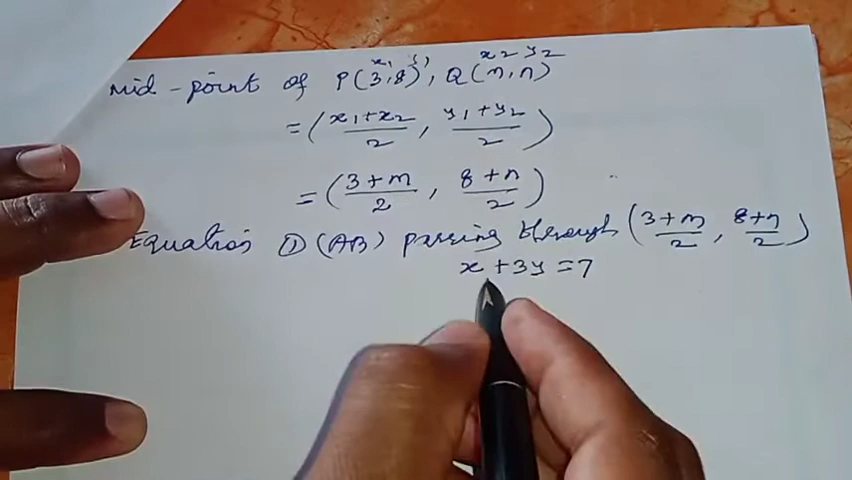 x₁ y₁ x₂ y₂
Mid-point of P(3,8), Q(m,n)
= (x₁+x₂/2, y₁+y₂/2)
= (3+m/2, 8+n/2)
Equation ① (AB) passing through (3+m/2, 8+n/2)
x+3y=7